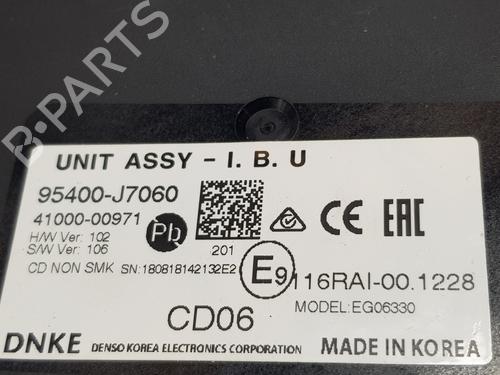 B-PARTS
UNIT ASSY - I. B. U
95400-J7060
41000-00971
H/W Ver: 102
S/W Ver: 106
Pb
201
CE EAC
CD NON SMK SN:180818142132E2
E9 116RAI-00.1228
MODEL:EG06330
CD06
DNKE DENSO KOREA ELECTRONICS CORPORATION MADE IN KOREA